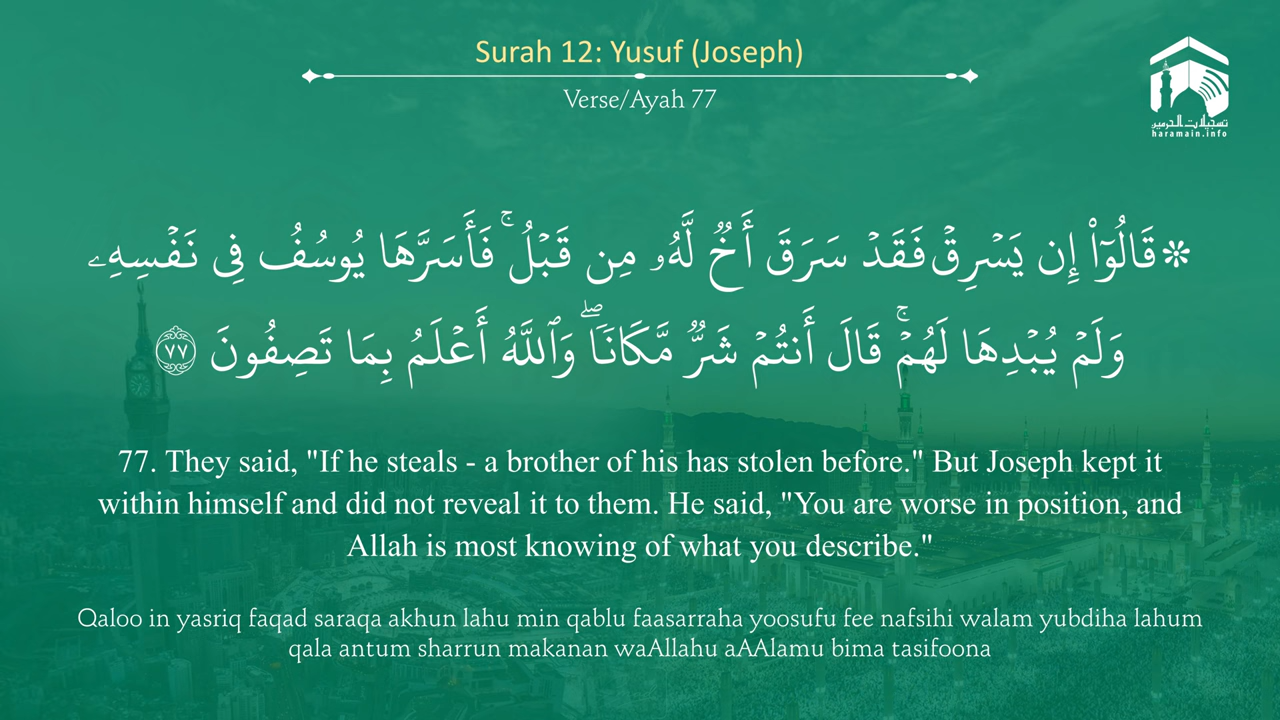 Surah 12: Yusuf (Joseph)
Verse/Ayah 77
تسجيلات الحرمين
haramain.info
۞ قَالُوٓا۟ إِن يَسْرِقْ فَقَدْ سَرَقَ أَخٌ لَّهُۥ مِن قَبْلُ ۚ فَأَسَرَّهَا يُوسُفُ فِى نَفْسِهِۦ
وَلَمْ يُبْدِهَا لَهُمْ ۚ قَالَ أَنتُمْ شَرٌّ مَّكَانًا ۖ وَٱللَّهُ أَعْلَمُ بِمَا تَصِفُونَ ٧٧
77. They said, "If he steals - a brother of his has stolen before." But Joseph kept it
within himself and did not reveal it to them. He said, "You are worse in position, and
Allah is most knowing of what you describe."
Qaloo in yasriq faqad saraqa akhun lahu min qablu faasarraha yoosufu fee nafsihi walam yubdiha lahum
qala antum sharrun makanan waAllahu aAAlamu bima tasifoona